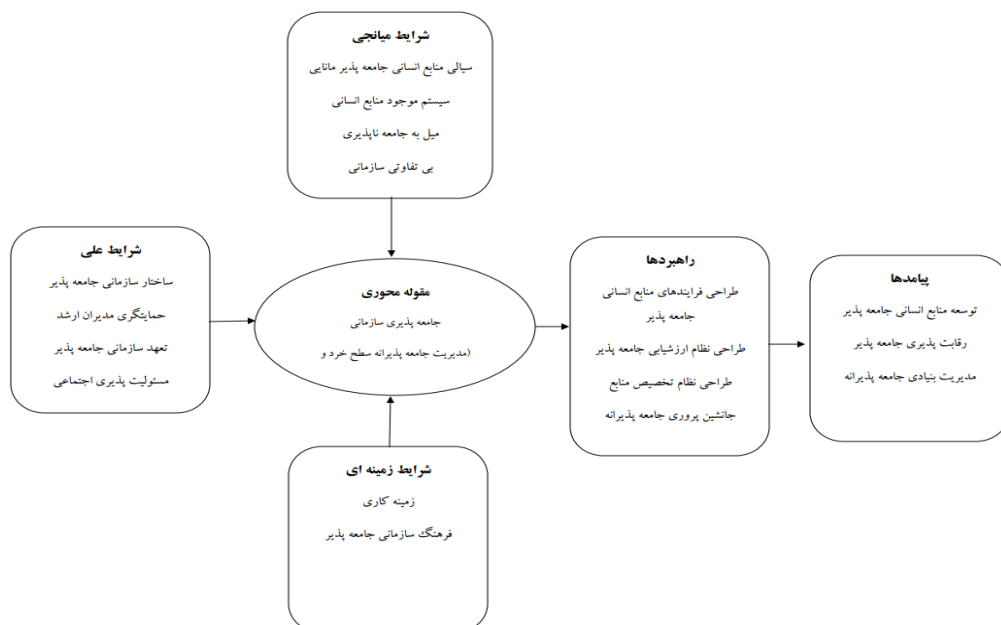 شرایط میانجی
سیالی منابع انسانی جامعه پذیر مانایی
سیستم موجود منابع انسانی
میل به جامعه ناپذیری
بی تفاوتی سازمانی
شرایط علی
ساختار سازمانی جامعه پذیر
حمایتگری مدیران ارشد
تعهد سازمانی جامعه پذیر
مسئولیت پذیری اجتماعی
مقوله محوری
جامعه پذیری سازمانی
(مدیریت جامعه پذیرانه سطح خرد و
راهبردها
طراحی فرایندهای منابع انسانی
جامعه پذیر
طراحی نظام ارزشیابی جامعه پذیر
طراحی نظام تخصیص منابع
جانشین پروری جامعه پذیرانه
پیامدها
توسعه منابع انسانی جامعه پذیر
رقابت پذیری جامعه پذیر
مدیریت بنیادی جامعه پذیرانه
شرایط زمینه ای
زمینه کاری
فرهنگ سازمانی جامعه پذیر